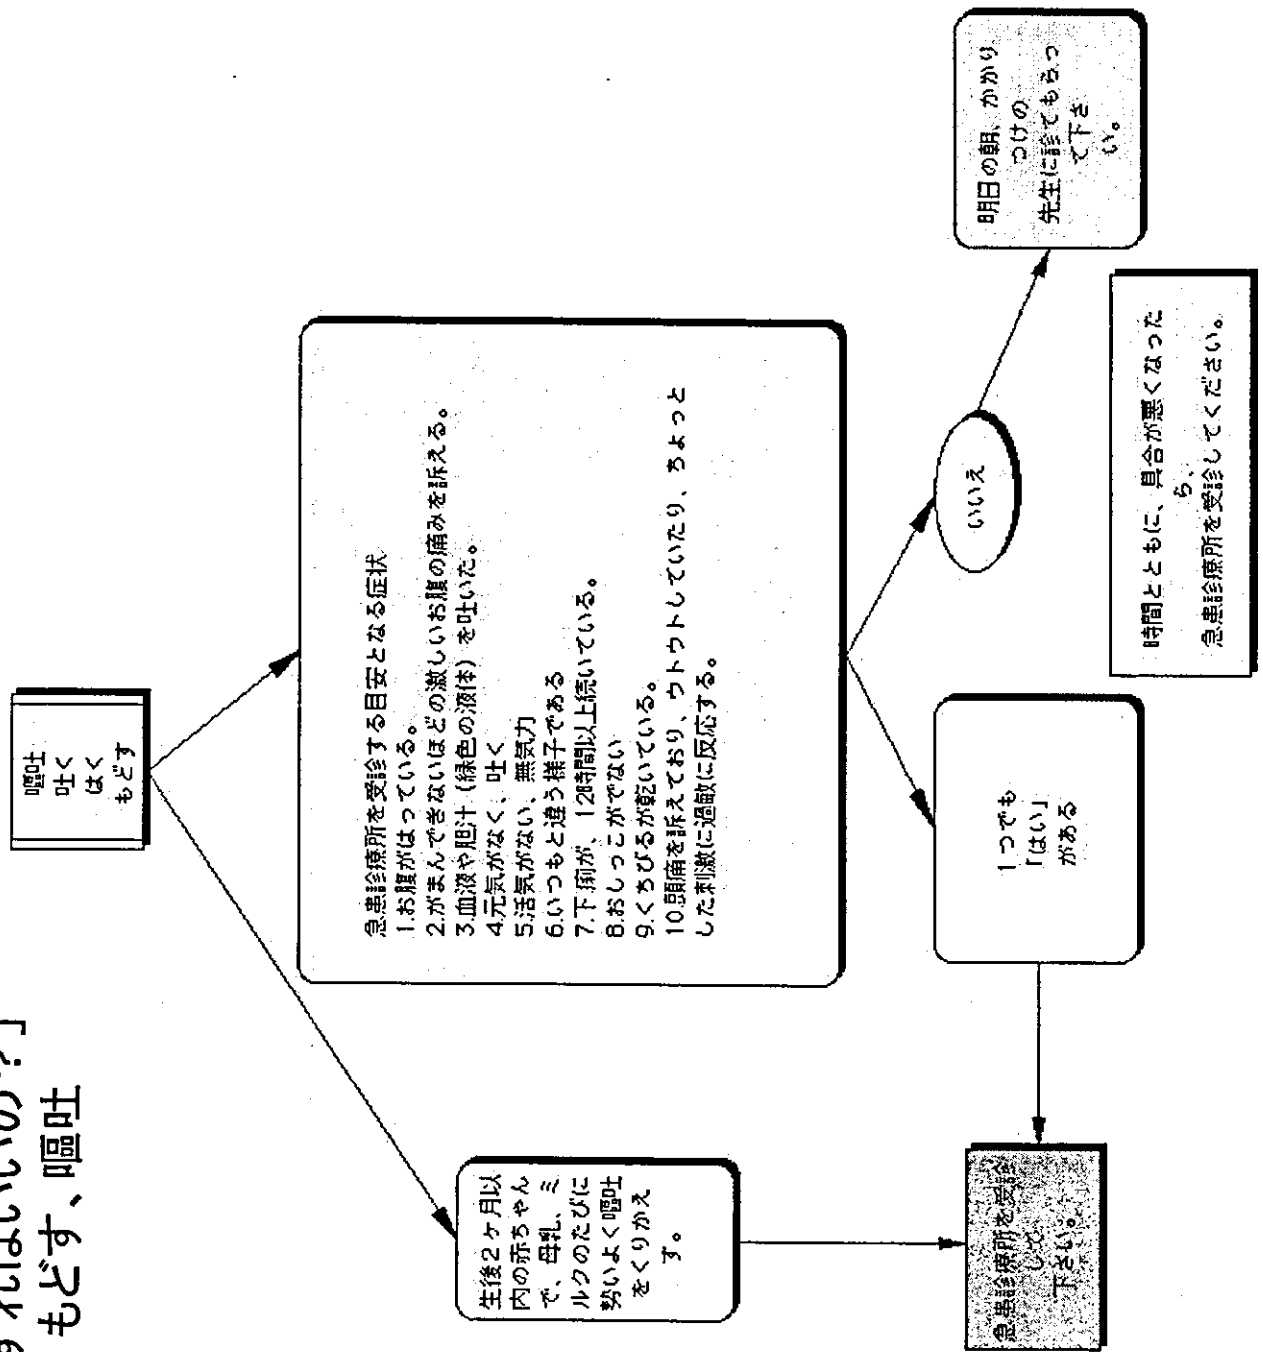 すればいいの？」
もどす、嘔吐
嘔吐
吐く
はく
もどす
生後2ヶ月以
内の赤ちゃん
で、母乳、ミ
ルクのたびに
勢いよく嘔吐
をくりかえ
す。
急患診療所を受診する目安となる症状
1.お腹がはっている。
2.がまんできないほどの激しいお腹の痛みを訴える。
3.血液や胆汁（緑色の液体）を吐いた。
4.元気がなく、吐く
5.活気がない、無気力
6.いつもと違う様子である
7.下痢が、12時間以上続いている。
8.おしっこがでない
9.くちびるが乾いている。
10.頭痛を訴えており、ウトウトしていたり、ちょっと
した刺激に過敏に反応する。
急患診療所を受診
して
下さい。
1つでも
「はい」
がある
いいえ
明日の朝、かかり
つけの
先生に診てもらっ
て下さ
い。
時間とともに、具合が悪くなった
ら、
急患診療所を受診してください。